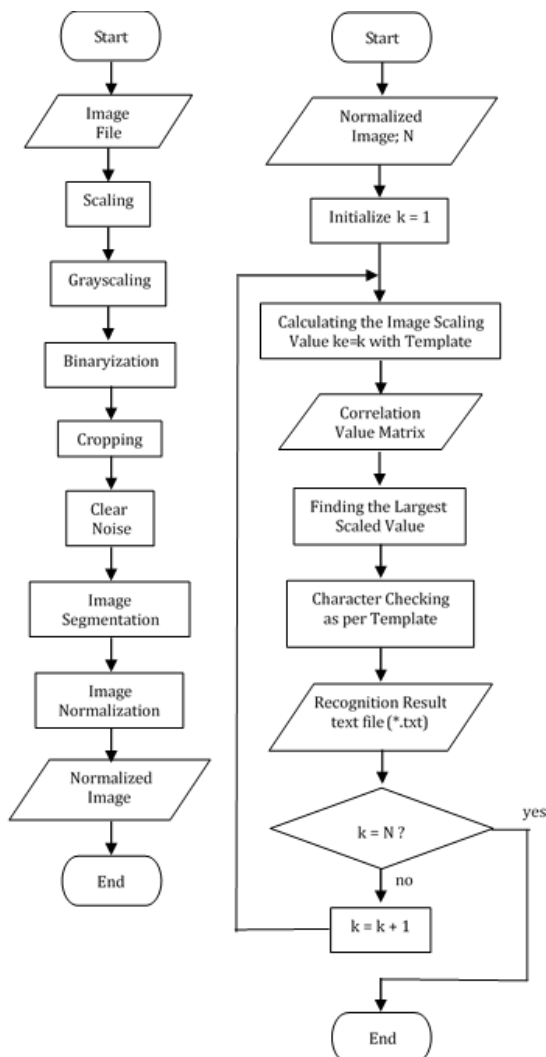 Start
Image
File
Scaling
Grayscaling
Binaryization
Cropping
Clear
Noise
Image
Segmentation
Image
Normalization
Normalized
Image
End
Start
Normalized
Image; N
Initialize k = 1
Calculating the Image Scaling
Value ke=k with Template
Correlation
Value Matrix
Finding the Largest
Scaled Value
Character Checking
as per Template
Recognition Result
text file (*.txt)
k = N ?
yes
no
k = k + 1
End